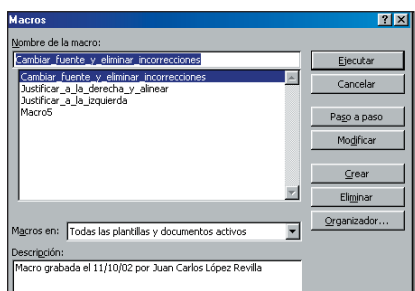 Macros
Nombre de la macro:
Cambiar_fuente_y_eliminar_incorrecciones
Cambiar_fuente_y_eliminar_incorrecciones
Justificar_a_la_derecha_y_alinear
Justificar_a_la_izquierda
Macro5
Ejecutar
Cancelar
Paso a paso
Modificar
Crear
Eliminar
Organizador...
Macros en: Todas las plantillas y documentos activos
Descripción:
Macro grabada el 11/10/02 por Juan Carlos López Revilla